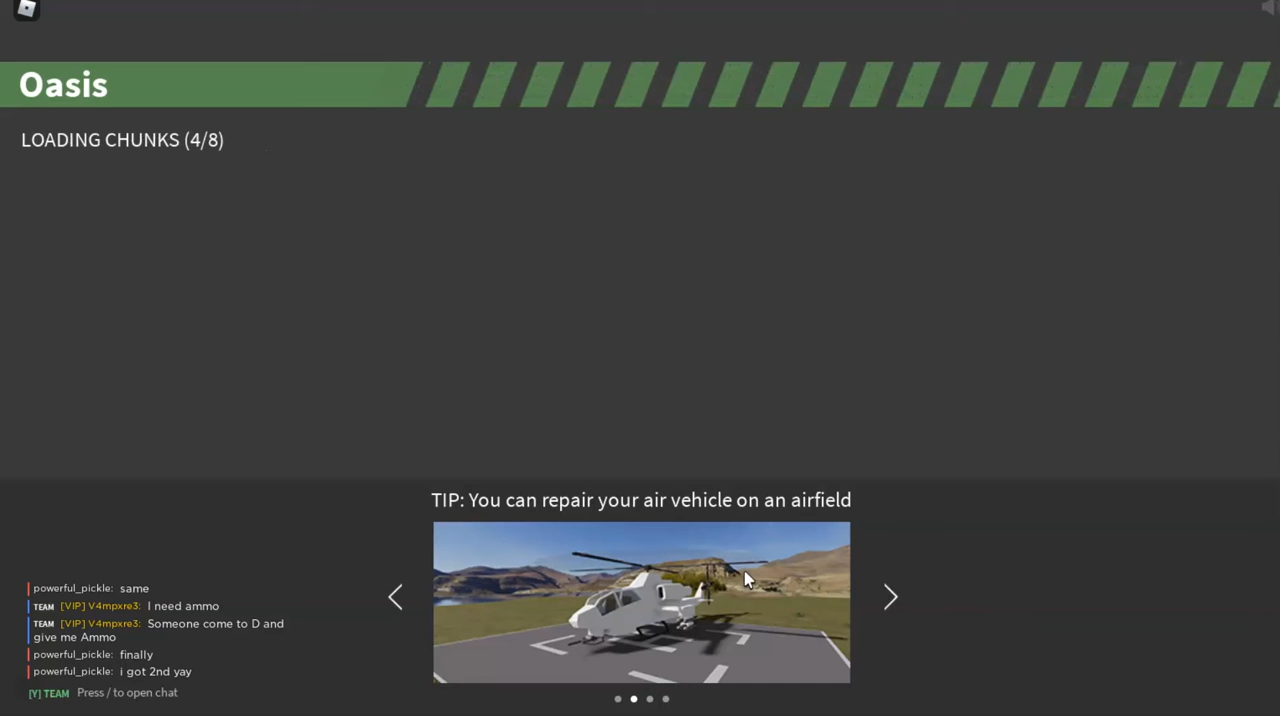 Oasis
LOADING CHUNKS (4/8)
TIP: You can repair your air vehicle on an airfield
powerful_pickle: same
TEAM [VIP] V4mpxre3: I need ammo
TEAM [VIP] V4mpxre3: Someone come to D and
give me Ammo
powerful_pickle: finally
powerful_pickle: i got 2nd yay
[Y] TEAM Press / to open chat